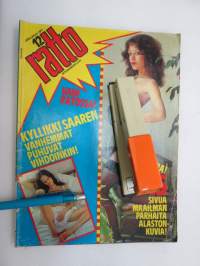 12
ratto
KYLLIKKI SAAREN
VANHEMMAT
PUHUVAT
VIHDOINKIN!
SIVUA
MAAILMAN
PARHAITA
ALASTON-
KUVIA!